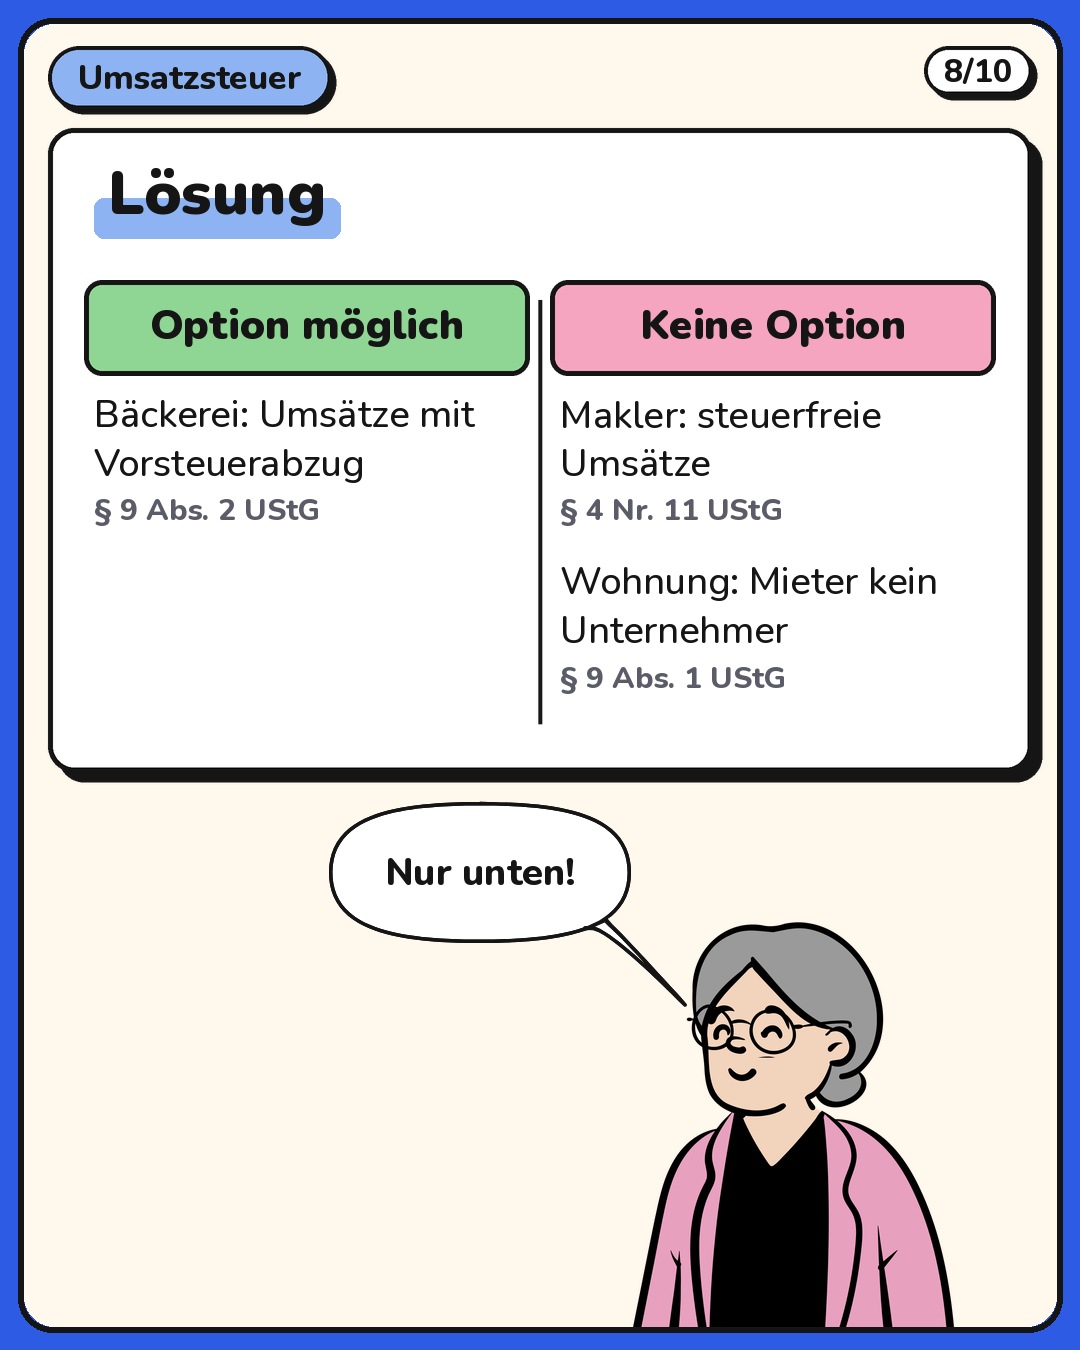 Umsatzsteuer
8/10
Lösung
Option möglich
Bäckerei: Umsätze mit
Vorsteuerabzug
§ 9 Abs. 2 UStG
Keine Option
Makler: steuerfreie
Umsätze
§ 4 Nr. 11 UStG
Wohnung: Mieter kein
Unternehmer
§ 9 Abs. 1 UStG
Nur unten!